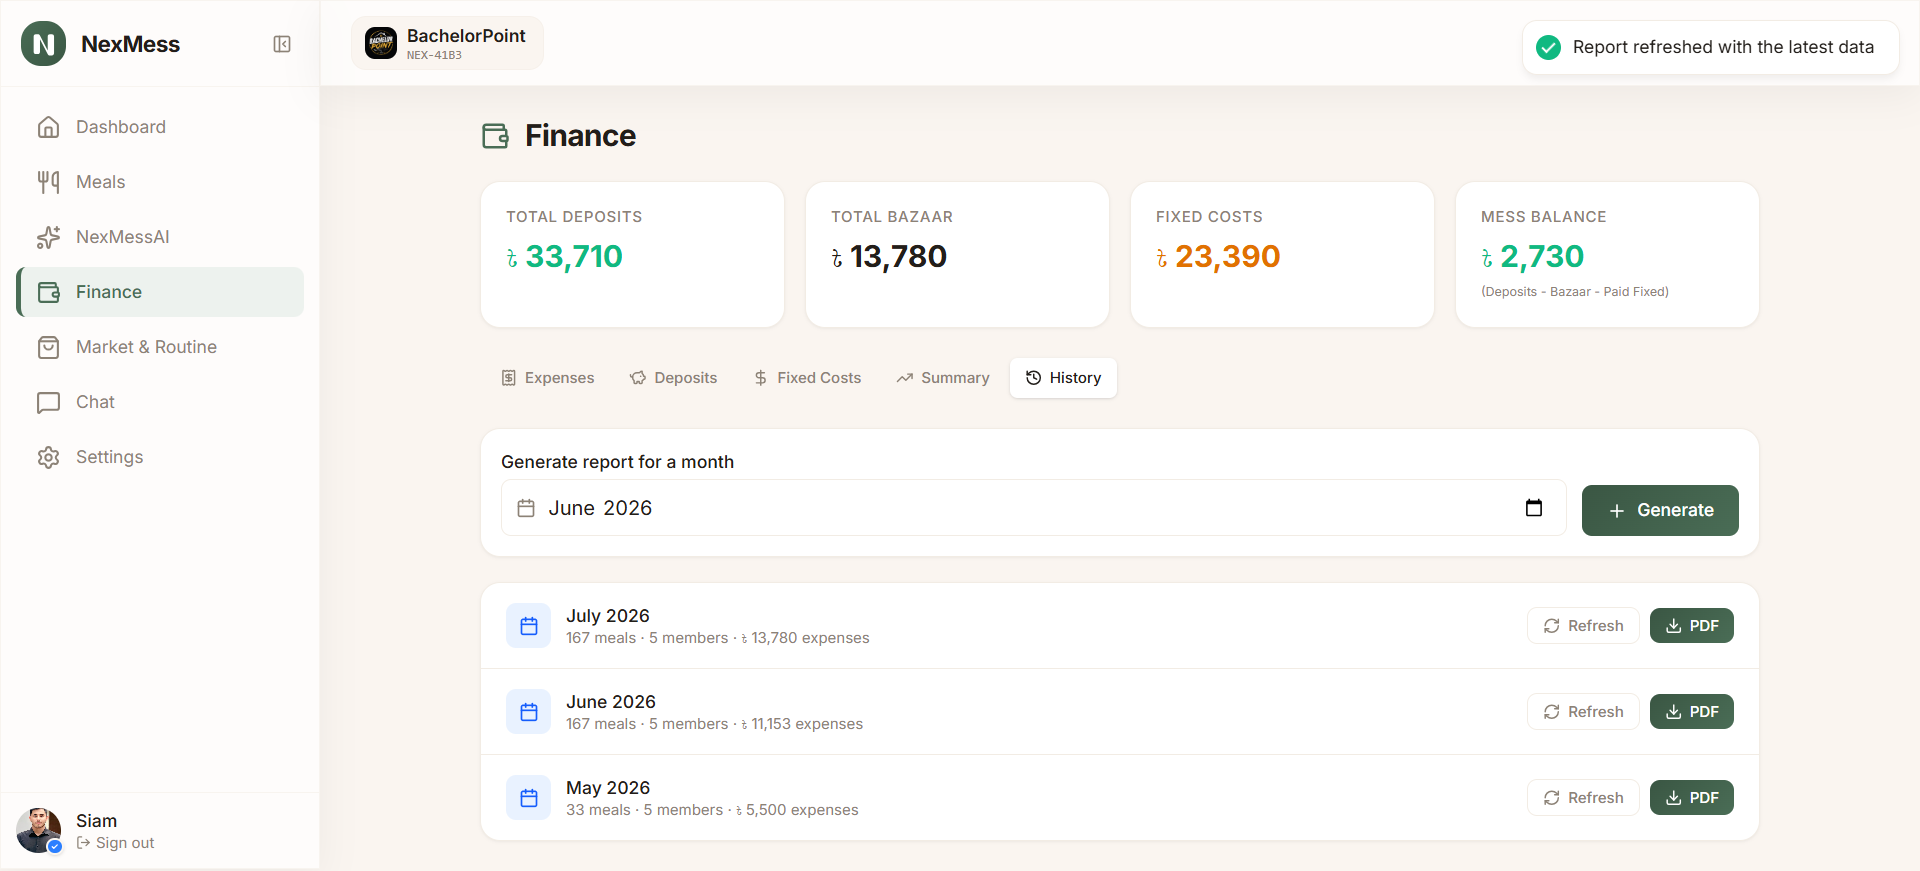 N NexMess
BACHELOR POINT
BachelorPoint
NEX-41B3
Report refreshed with the latest data
Dashboard
Meals
NexMessAI
Finance
Market & Routine
Chat
Settings
Siam
Sign out
Finance
TOTAL DEPOSITS
৳ 33,710
TOTAL BAZAAR
৳ 13,780
FIXED COSTS
৳ 23,390
MESS BALANCE
৳ 2,730
(Deposits - Bazaar - Paid Fixed)
Expenses
Deposits
Fixed Costs
Summary
History
Generate report for a month
June 2026
+ Generate
July 2026
167 meals · 5 members · ৳ 13,780 expenses
Refresh
PDF
June 2026
167 meals · 5 members · ৳ 11,153 expenses
Refresh
PDF
May 2026
33 meals · 5 members · ৳ 5,500 expenses
Refresh
PDF